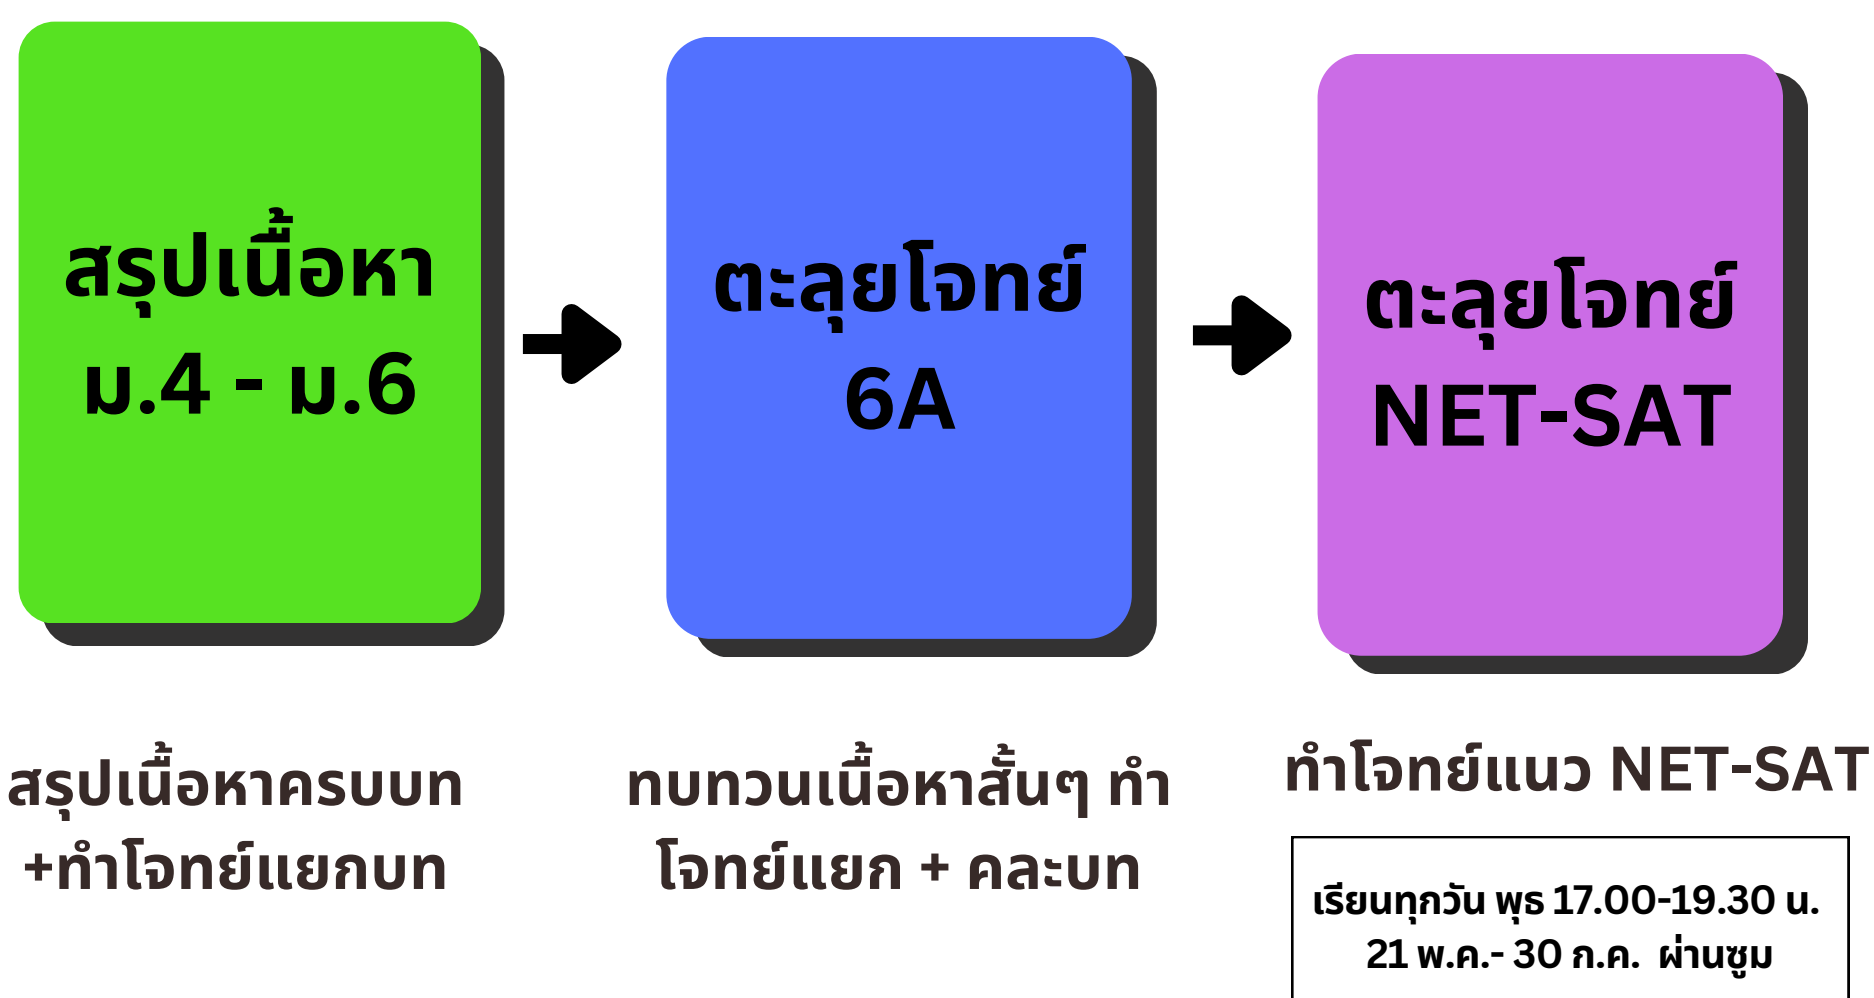 สรุปเนื้อหา
ม.4 - ม.6
ตะลุยโจทย์
6A
ตะลุยโจทย์
NET-SAT
สรุปเนื้อหาครบบท
+ทำโจทย์แยกบท
ทบทวนเนื้อหาสั้นๆ ทำ
โจทย์แยก + คละบท
ทำโจทย์แนว NET-SAT
เรียนทุกวัน พุธ 17.00-19.30 น.
21 พ.ค.- 30 ก.ค. ผ่านซูม